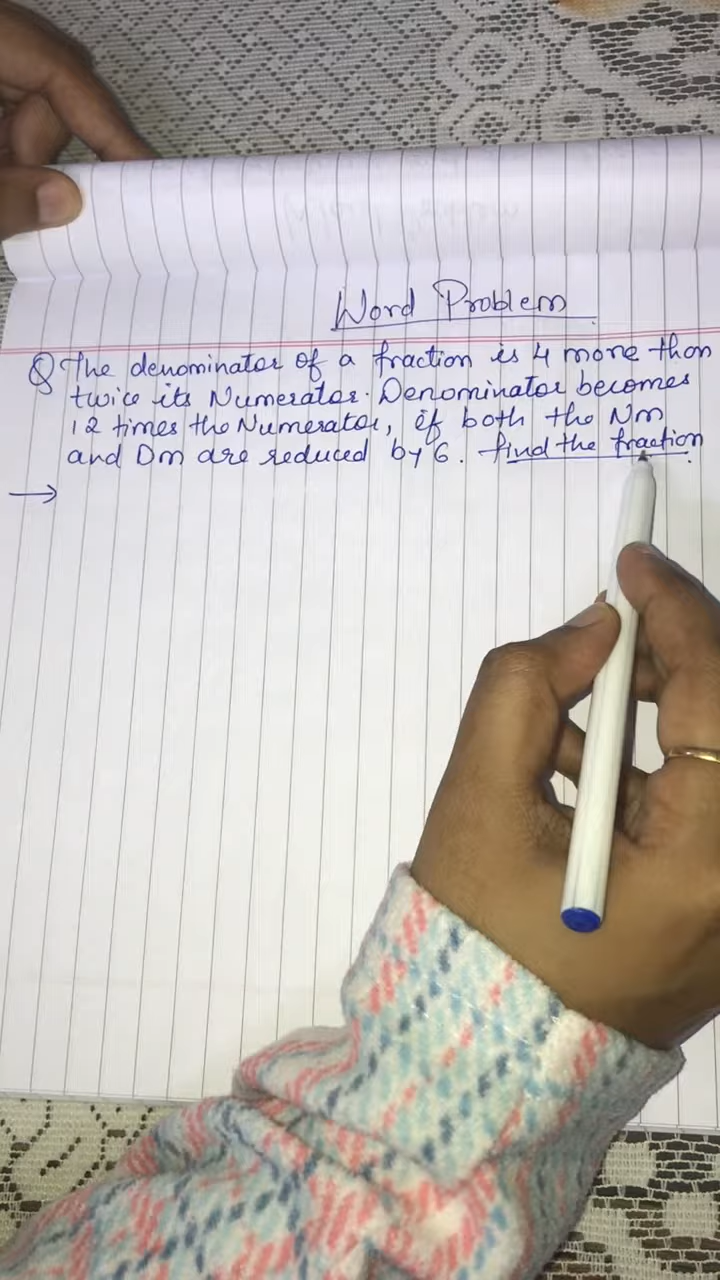 Word Problem
Q The denominator of a fraction is 4 more than
twice its Numerator. Denominator becomes
12 times the Numerator, if both the Nm
and Dm are reduced by 6. find the fraction.
→